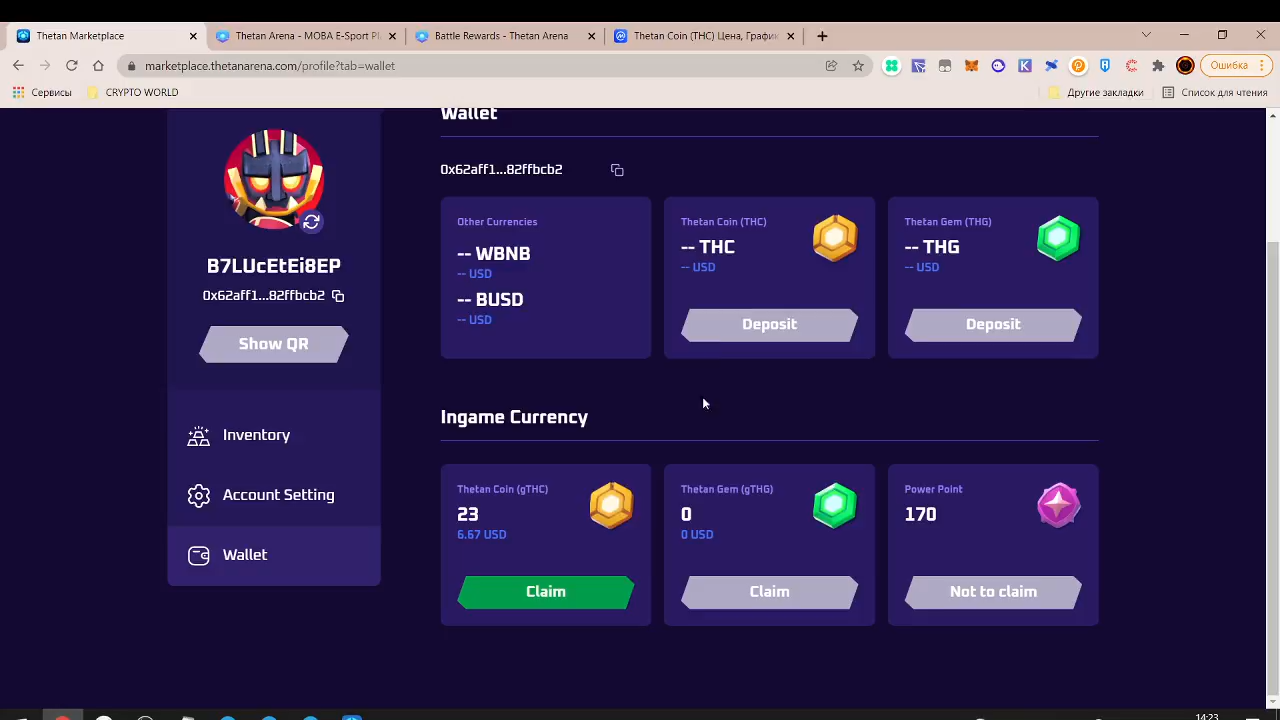 Thetan Marketplace
Thetan Arena - MOBA E-Sport Pl
Battle Rewards - Thetan Arena
Thetan Coin (THC) Цена, График
marketplace.thetanarena.com/profile?tab=wallet
Ошибка
Сервисы
CRYPTO WORLD
Другие закладки
Список для чтения
Wallet
0x62aff1...82ffbcb2
Other Currencies
-- WBNB
-- USD
-- BUSD
-- USD
Thetan Coin (THC)
-- THC
-- USD
Deposit
Thetan Gem (THG)
-- THG
-- USD
Deposit
B7LUcEtEi8EP
0x62aff1...82ffbcb2
Show QR
Inventory
Account Setting
Wallet
Ingame Currency
Thetan Coin (gTHC)
23
6.67 USD
Claim
Thetan Gem (gTHG)
0
0 USD
Claim
Power Point
170
Not to claim
14:23